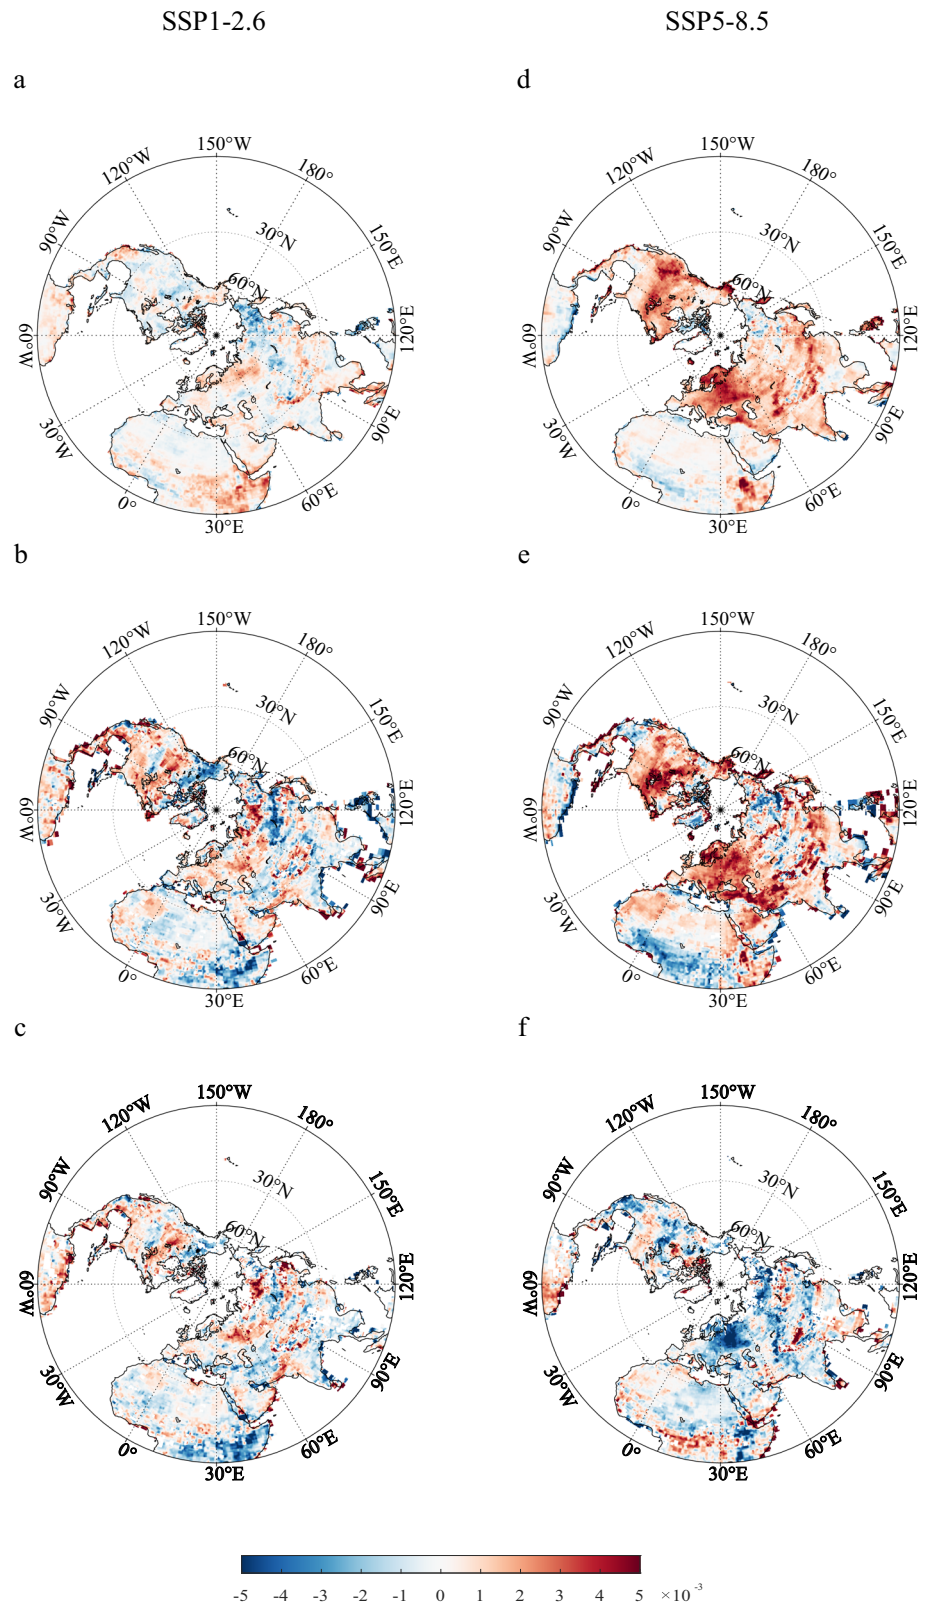 SSP1-2.6 SSP5-8.5
a d
150°W 150°W
120°W 180° 120°W 180°
90°W 30°N 150°E 90°W 30°N 150°E
60°N 60°N
60°W 120°E 60°W 120°E
30°W 90°E 30°W 90°E
0° 60°E 0° 60°E
30°E 30°E
b e
150°W 150°W
120°W 180° 120°W 180°
90°W 30°N 150°E 90°W 30°N 150°E
60°N 60°N
60°W 120°E 60°W 120°E
30°W 90°E 30°W 90°E
0° 60°E 0° 60°E
30°E 30°E
c f
150°W 150°W
120°W 180° 120°W 180°
90°W 30°N 150°E 90°W 30°N 150°E
60°N 60°N
60°W 120°E 60°W 120°E
30°W 90°E 30°W 90°E
0° 60°E 0° 60°E
30°E 30°E
-5 -4 -3 -2 -1 0 1 2 3 4 5 ×10⁻³